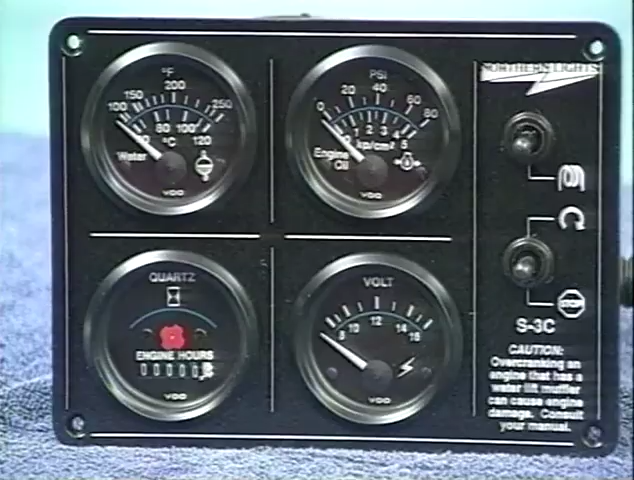 °F
100 150 200 250
80 100 120
°C
Water
VDO
PSI
0 20 40 60 80
1 2 3 4 5
kp/cm²
Engine
Oil
VDO
NORTHERN LIGHTS
QUARTZ
ENGINE HOURS
VDO
VOLT
8 10 12 14 16
VDO
STOP
S-3C
CAUTION:
Overcranking an
engine that has a
water lift muffler
can cause engine
damage. Consult
your manual.